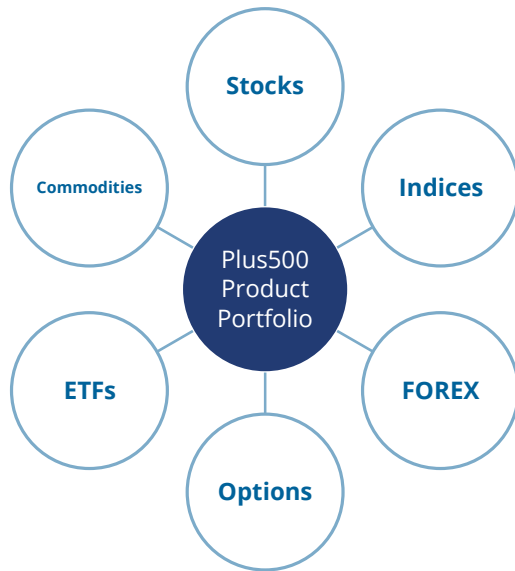 Stocks
Commodities
Indices
Plus500
Product
Portfolio
ETFs
FOREX
Options